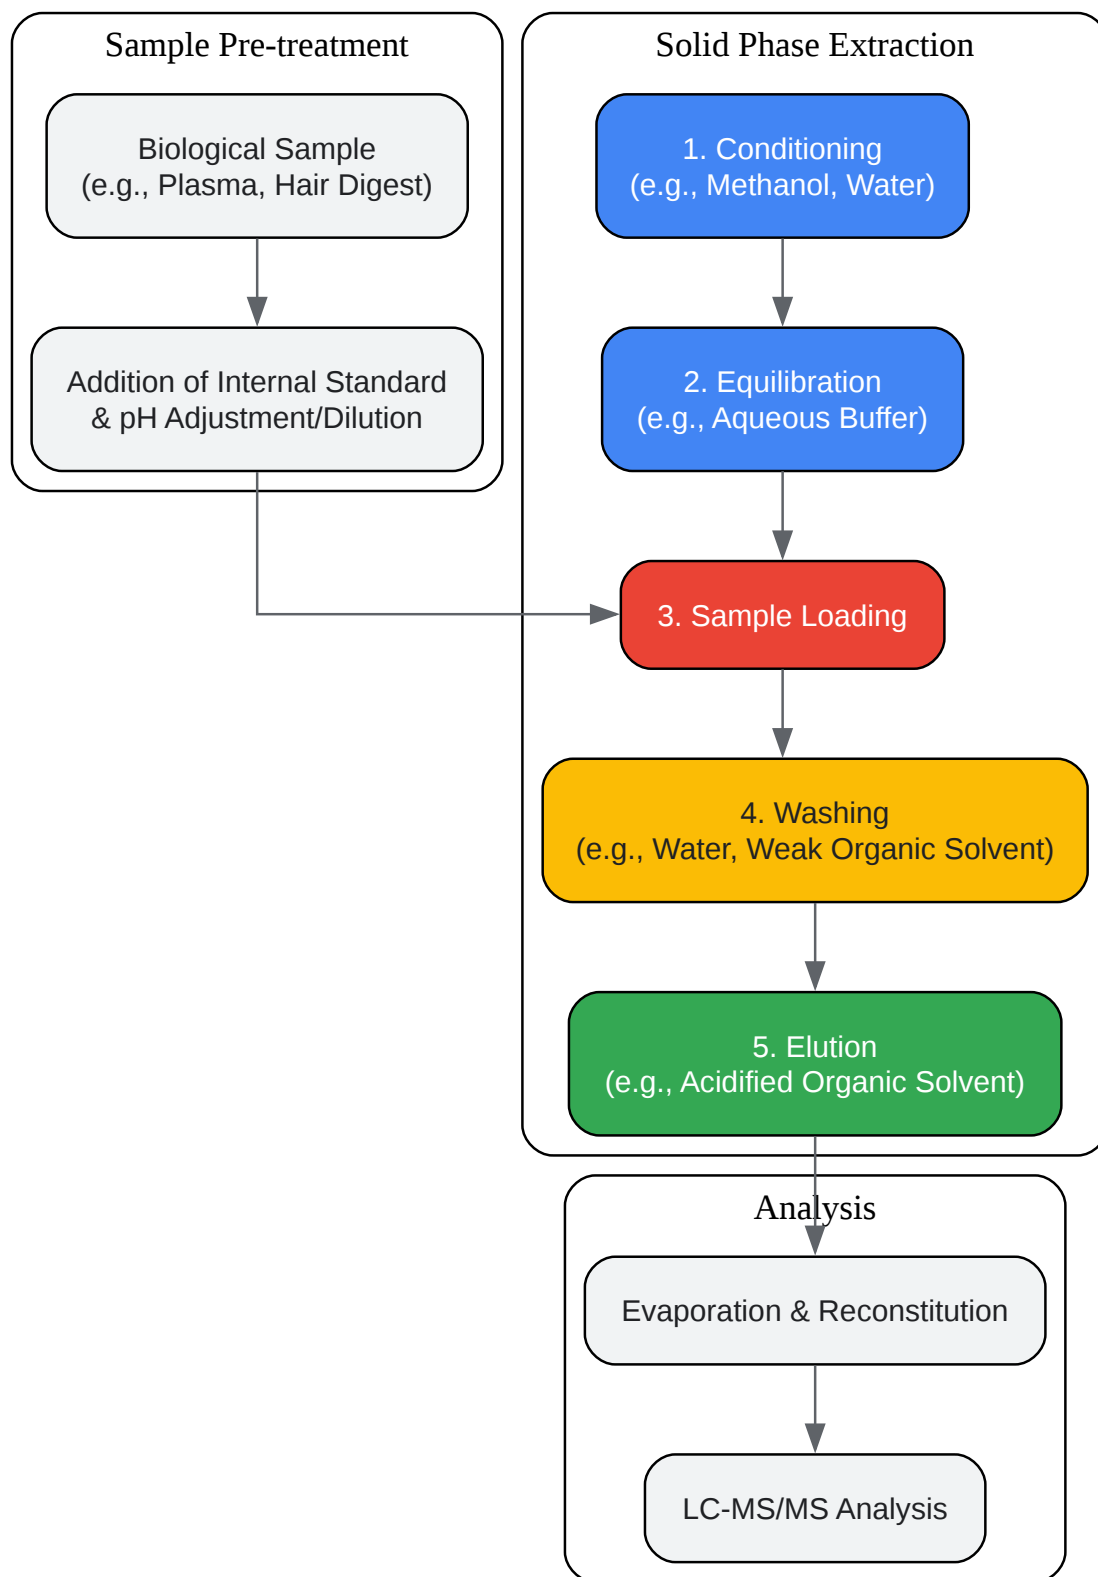 Sample Pre-treatment
Biological Sample
(e.g., Plasma, Hair Digest)
Addition of Internal Standard
& pH Adjustment/Dilution
Solid Phase Extraction
1. Conditioning
(e.g., Methanol, Water)
2. Equilibration
(e.g., Aqueous Buffer)
3. Sample Loading
4. Washing
(e.g., Water, Weak Organic Solvent)
5. Elution
(e.g., Acidified Organic Solvent)
Analysis
Evaporation & Reconstitution
LC-MS/MS Analysis